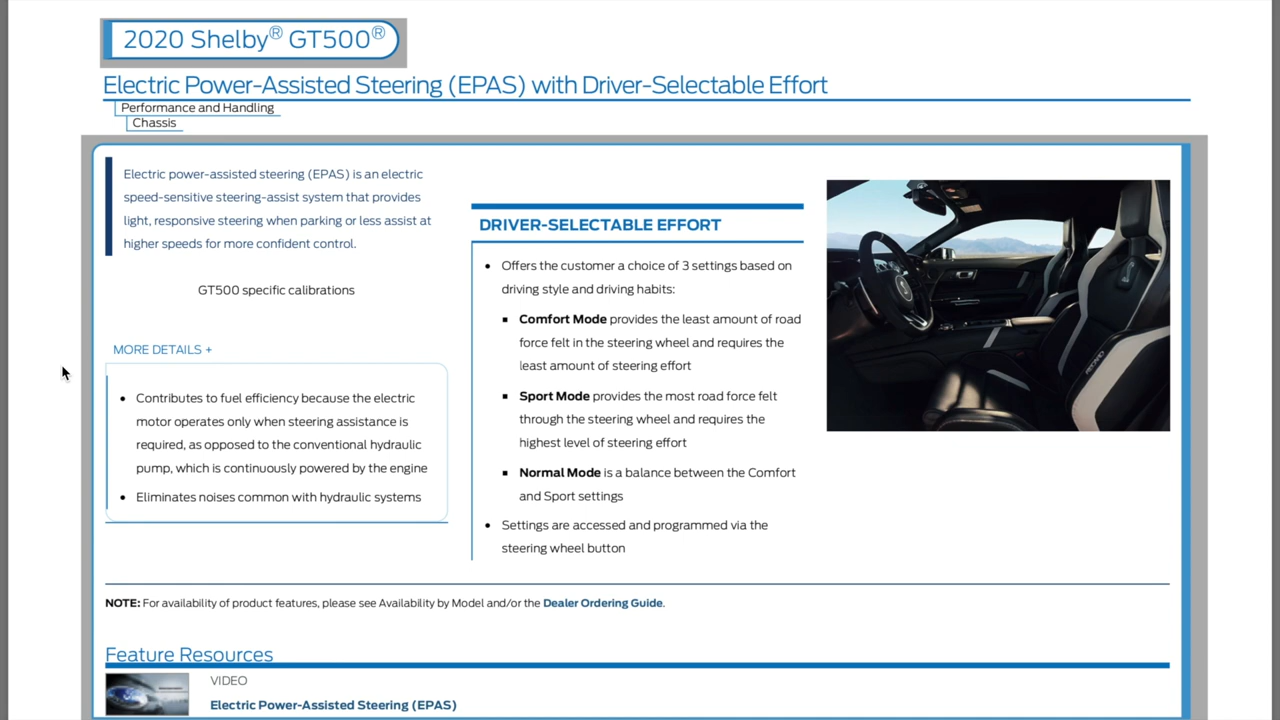 2020 Shelby® GT500®
Electric Power-Assisted Steering (EPAS) with Driver-Selectable Effort
Performance and Handling
Chassis
Electric power-assisted steering (EPAS) is an electric
speed-sensitive steering-assist system that provides
light, responsive steering when parking or less assist at
higher speeds for more confident control.
GT500 specific calibrations
MORE DETAILS +
• Contributes to fuel efficiency because the electric
motor operates only when steering assistance is
required, as opposed to the conventional hydraulic
pump, which is continuously powered by the engine
• Eliminates noises common with hydraulic systems
DRIVER-SELECTABLE EFFORT
• Offers the customer a choice of 3 settings based on
driving style and driving habits:
▪ Comfort Mode provides the least amount of road
force felt in the steering wheel and requires the
least amount of steering effort
▪ Sport Mode provides the most road force felt
through the steering wheel and requires the
highest level of steering effort
▪ Normal Mode is a balance between the Comfort
and Sport settings
• Settings are accessed and programmed via the
steering wheel button
RECARO
NOTE: For availability of product features, please see Availability by Model and/or the Dealer Ordering Guide.
Feature Resources
VIDEO
Electric Power-Assisted Steering (EPAS)